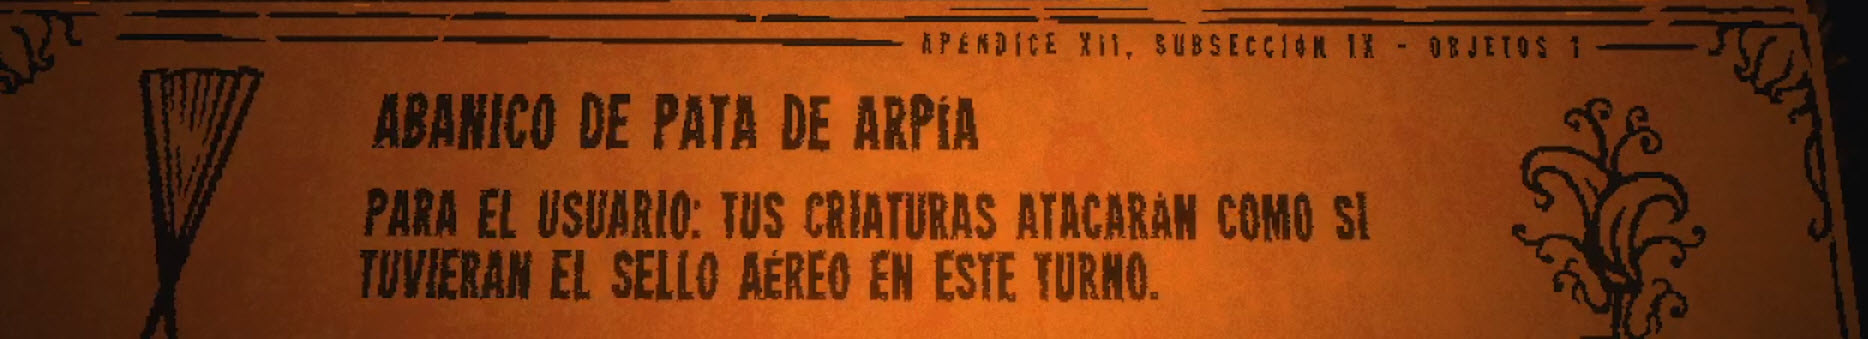 APÉNDICE XII, SUBSECCIÓN IX - OBJETOS 1
ABANICO DE PATA DE ARPÍA
PARA EL USUARIO: TUS CRIATURAS ATACARÁN COMO SI
TUVIERAN EL SELLO AÉREO EN ESTE TURNO.